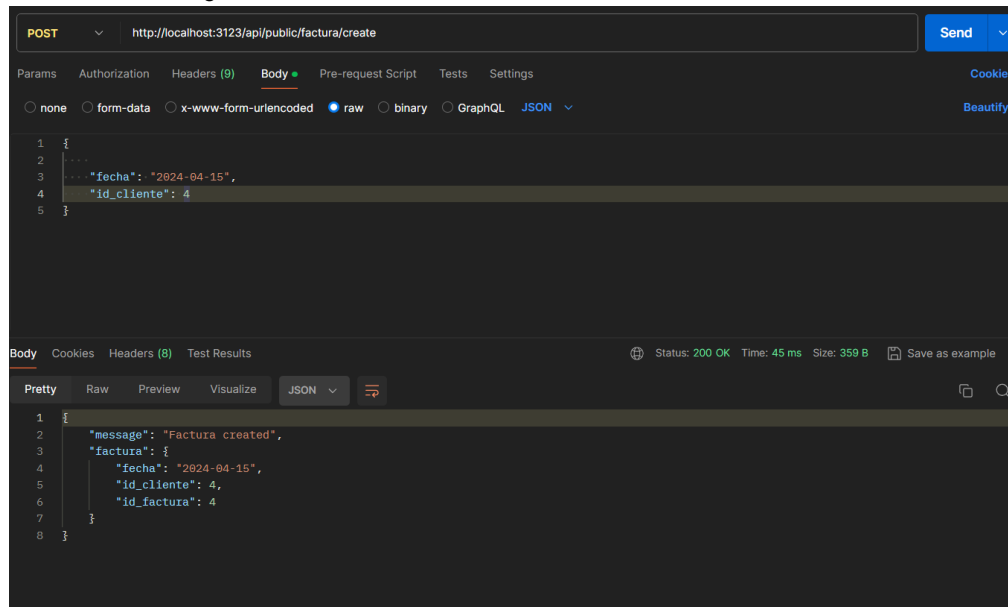 POST http://localhost:3123/api/public/factura/create Send
Params Authorization Headers (9) Body Pre-request Script Tests Settings Cookie
none form-data x-www-form-urlencoded raw binary GraphQL JSON Beautify
1 {
2
3 "fecha": "2024-04-15",
4 "id_cliente": 4
5 }
Body Cookies Headers (8) Test Results Status: 200 OK Time: 45 ms Size: 359 B Save as example
Pretty Raw Preview Visualize JSON
1 {
2 "message": "Factura created",
3 "factura": {
4 "fecha": "2024-04-15",
5 "id_cliente": 4,
6 "id_factura": 4
7 }
8 }